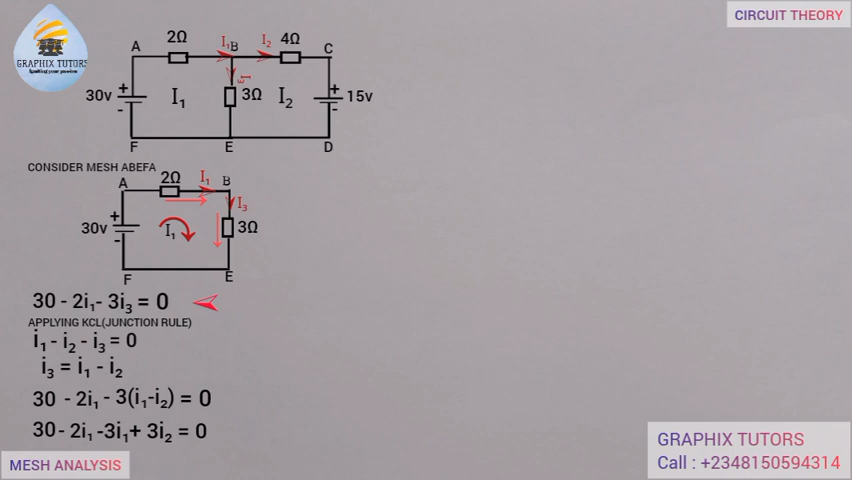 CIRCUIT THEORY
GRAPHIX TUTORS
Igniting your passion
A 2Ω I₁ B I₂ 4Ω C
I₃
30v + - I₁ 3Ω I₂ + - 15v
F E D
CONSIDER MESH ABEFA
A 2Ω I₁ B
I₃
30v + - I₁ 3Ω
F E
30 - 2i₁ - 3i₃ = 0
APPLYING KCL(JUNCTION RULE)
i₁ - i₂ - i₃ = 0
i₃ = i₁ - i₂
30 - 2i₁ - 3(i₁-i₂) = 0
30 - 2i₁ -3i₁+ 3i₂ = 0
MESH ANALYSIS
GRAPHIX TUTORS
Call : +2348150594314